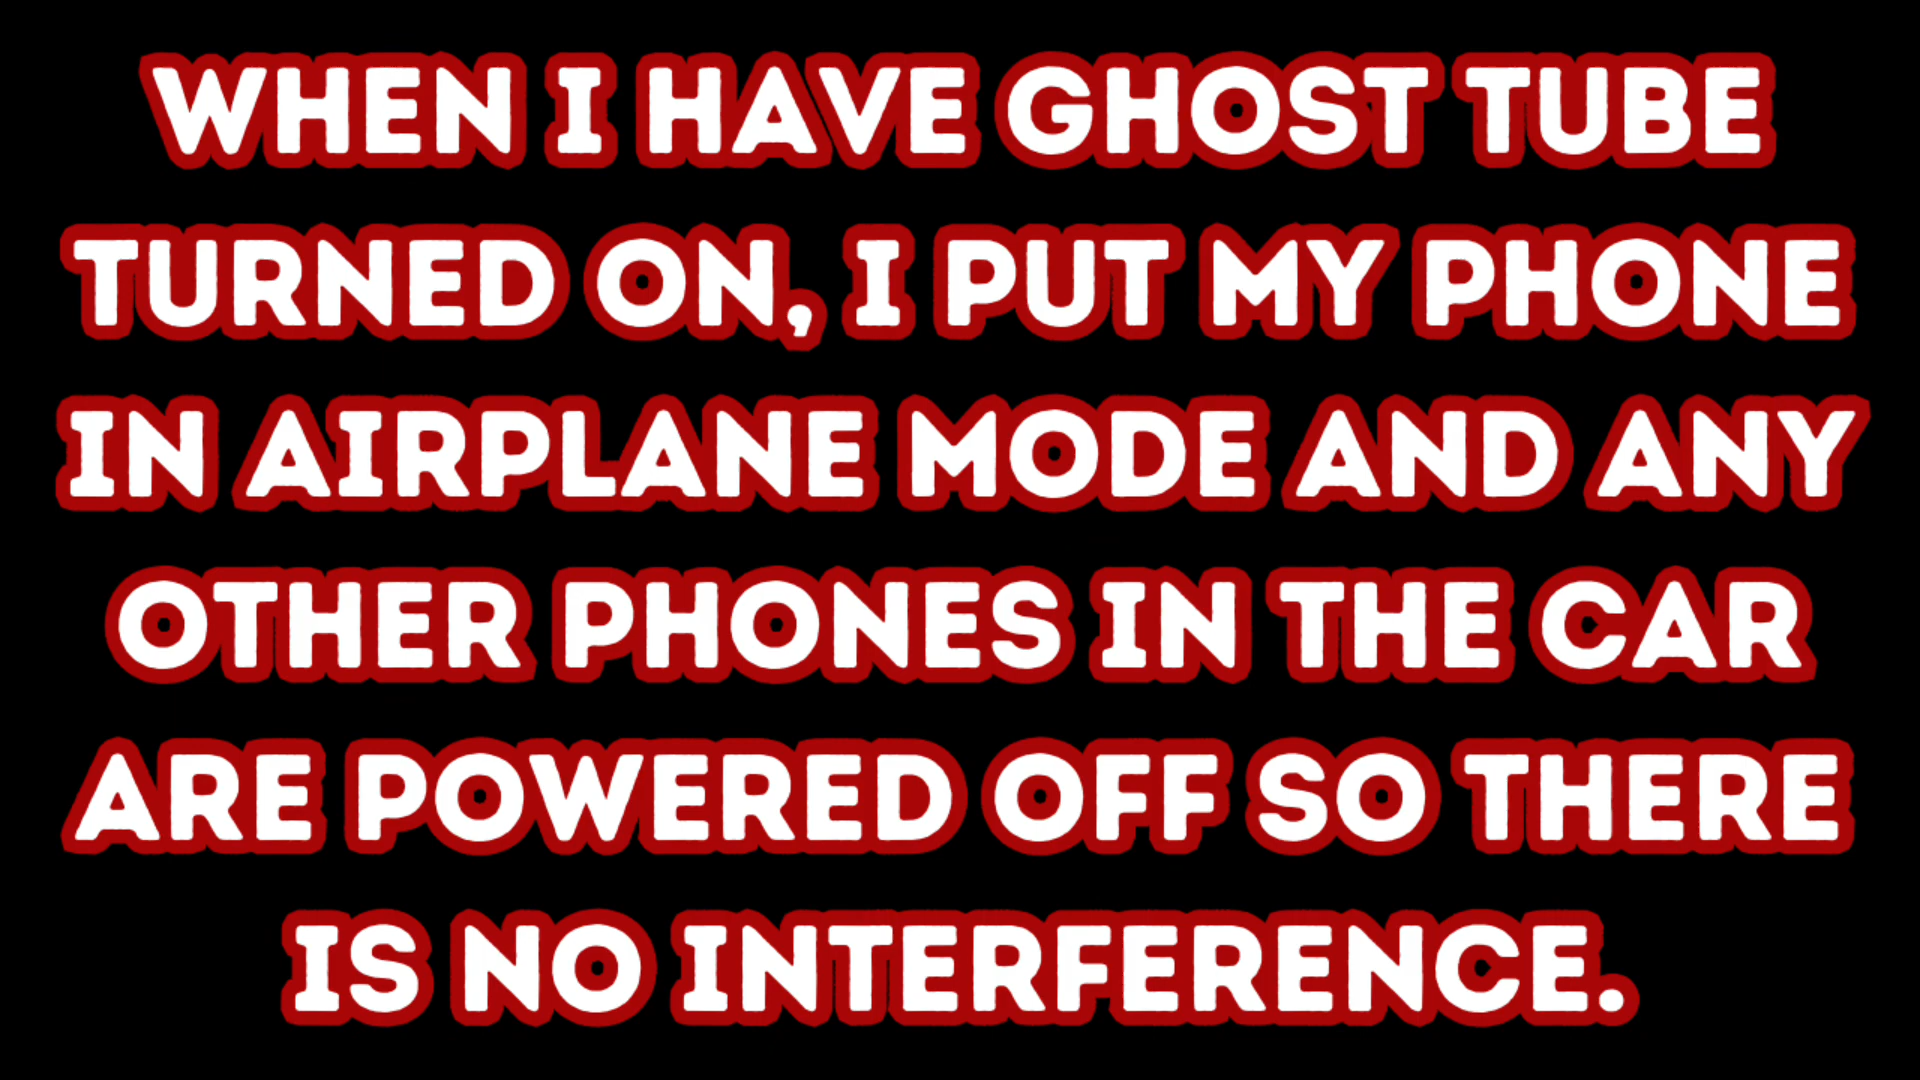 WHEN I HAVE GHOST TUBE
TURNED ON, I PUT MY PHONE
IN AIRPLANE MODE AND ANY
OTHER PHONES IN THE CAR
ARE POWERED OFF SO THERE
IS NO INTERFERENCE.